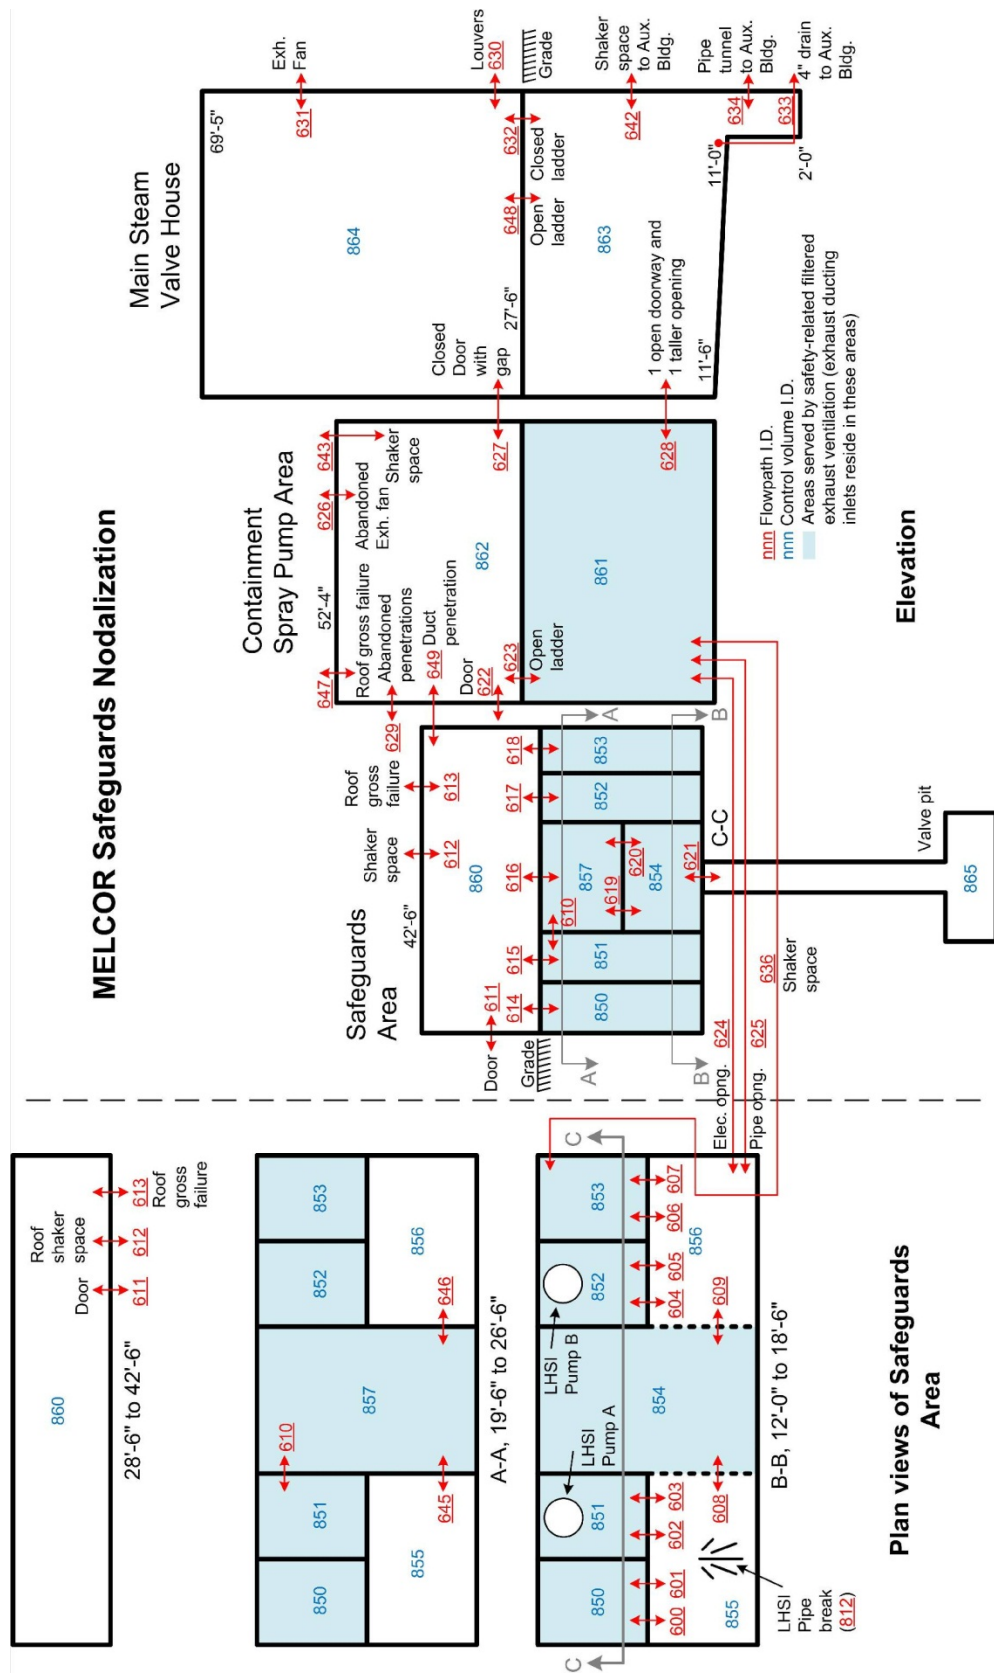 MELCOR Safeguards Nodalization
860
Roof
shaker
space
Door
611
612
613
Roof
gross
failure
28'-6" to 42'-6"
850
851
610
857
852
853
855
645
646
856
A-A, 19'-6" to 26'-6"
C
C
850
851
LHSI
Pump A
LHSI
Pump B
852
853
854
600
601
602
603
604
605
606
607
855
608
609
856
LHSI
Pipe
break
(812)
B-B, 12'-0" to 18'-6"
Plan views of Safeguards
Area
Safeguards
Area
42'-6"
Shaker
space
612
Roof
gross
failure
613
860
Door
611
Grade
614
615
616
617
618
A
A
850
851
610
857
619
620
854
852
853
B
B
621
C-C
Valve pit
865
Elec. opng.
624
Pipe opng.
625
636
Shaker
space
Containment
Spray Pump Area
52'-4"
647
Roof gross failure
626
Abandoned
Exh. fan
643
Shaker
space
Abandoned
penetrations
629
649
Duct
penetration
862
Door
622
623
Open
ladder
627
Closed
Door
with
gap
861
628
1 open doorway and
1 taller opening
Main Steam
Valve House
69'-5"
864
631
Exh.
Fan
630
Louvers
27'-6"
648
Open
ladder
632
Closed
ladder
Grade
863
642
Shaker
space
to Aux.
Bldg.
11'-6"
11'-0"
634
Pipe
tunnel
to Aux.
Bldg.
633
4" drain
to Aux.
Bldg.
2'-0"
nnn Flowpath I.D.
nnn Control volume I.D.
Areas served by safety-related filtered
exhaust ventilation (exhaust ducting
inlets reside in these areas)
Elevation